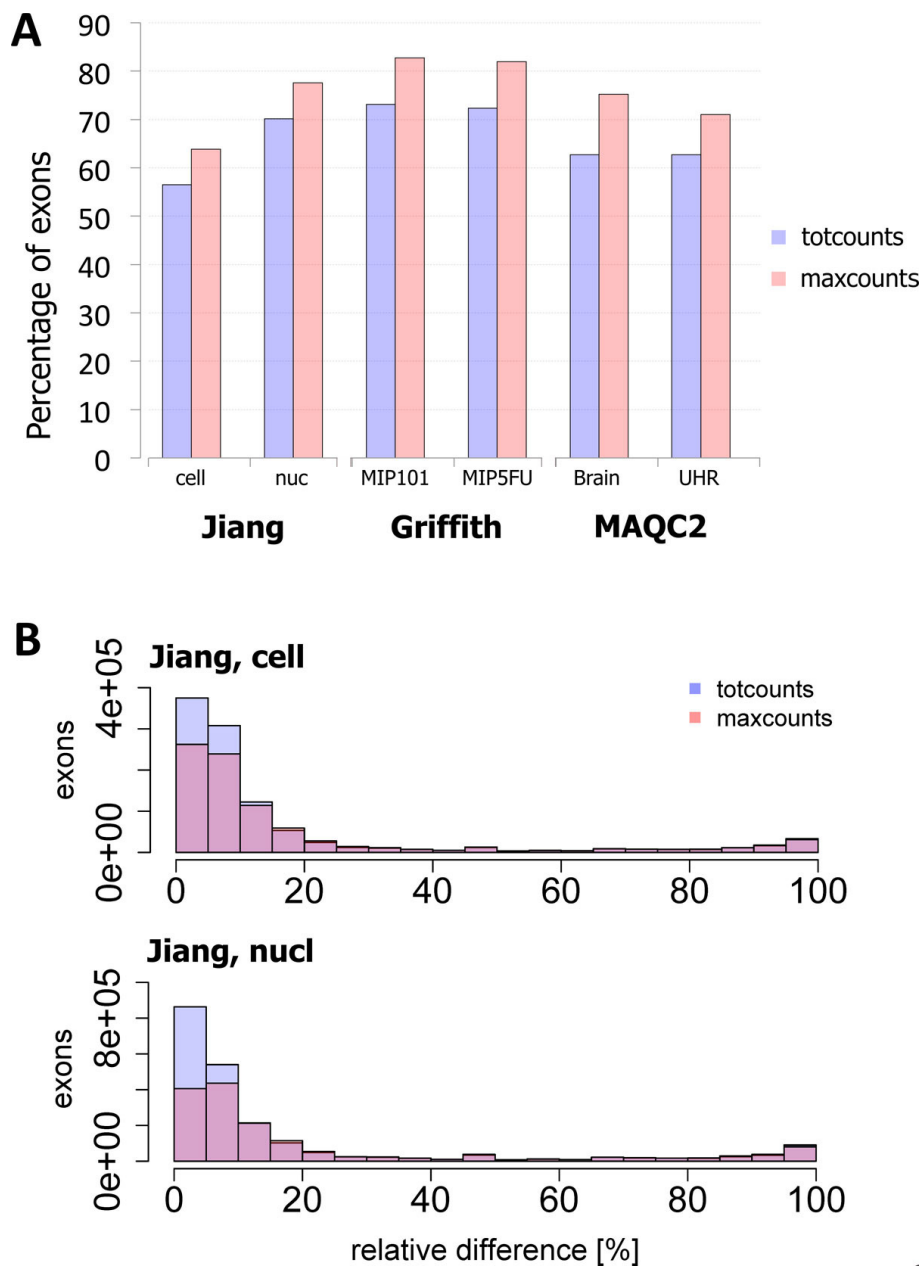 A
90
80
70
60
50
40
30
20
10
0
Percentage of exons
totcounts
maxcounts
cell nuc MIP101 MIP5FU Brain UHR
Jiang Griffith MAQC2
B
Jiang, cell
totcounts
maxcounts
exons
4e+05
0e+00
0 20 40 60 80 100
Jiang, nucl
exons
8e+05
0e+00
0 20 40 60 80 100
relative difference [%]